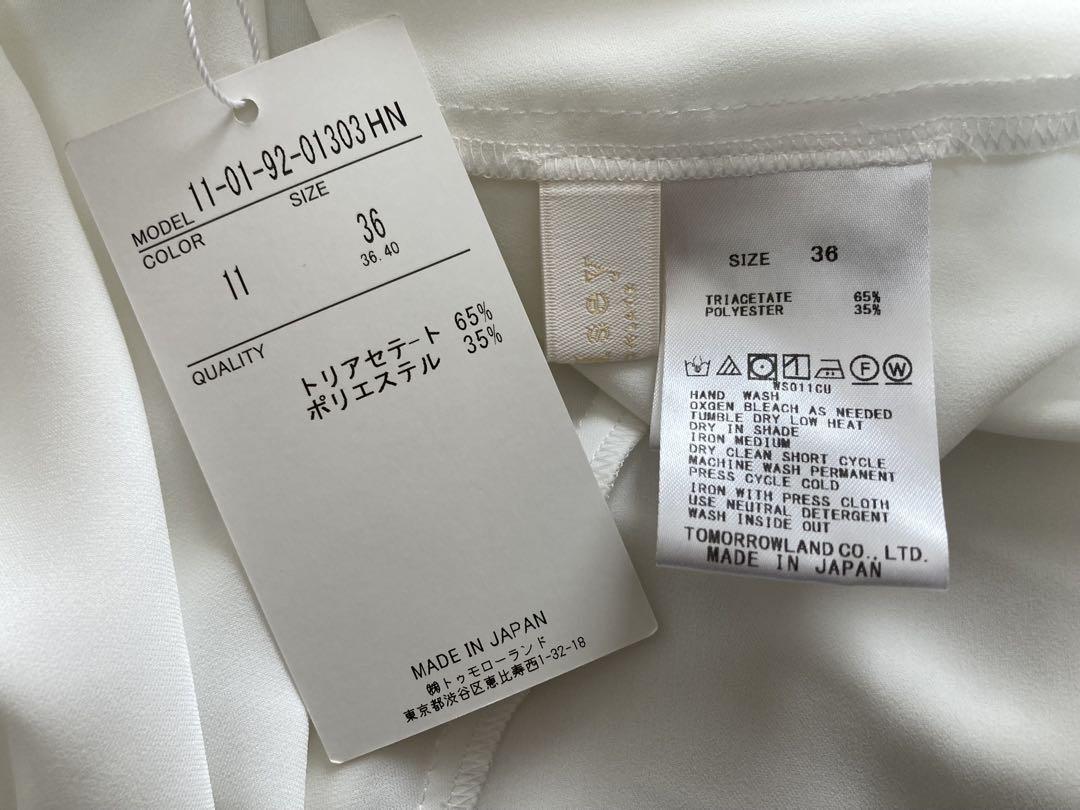 MODEL 11-01-92-01303HN
COLOR SIZE
11 36
36.40
QUALITY
トリアセテート 65%
ポリエステル 35%
MADE IN JAPAN
㈱トゥモローランド
東京都渋谷区恵比寿西1-32-18
SIZE 36
TRIACETATE 65%
POLYESTER 35%
F W
WS011CU
HAND WASH
OXGEN BLEACH AS NEEDED
TUMBLE DRY LOW HEAT
DRY IN SHADE
IRON MEDIUM
DRY CLEAN SHORT CYCLE
MACHINE WASH PERMANENT
PRESS CYCLE COLD
IRON WITH PRESS CLOTH
USE NEUTRAL DETERGENT
WASH INSIDE OUT
TOMORROWLAND CO., LTD.
MADE IN JAPAN